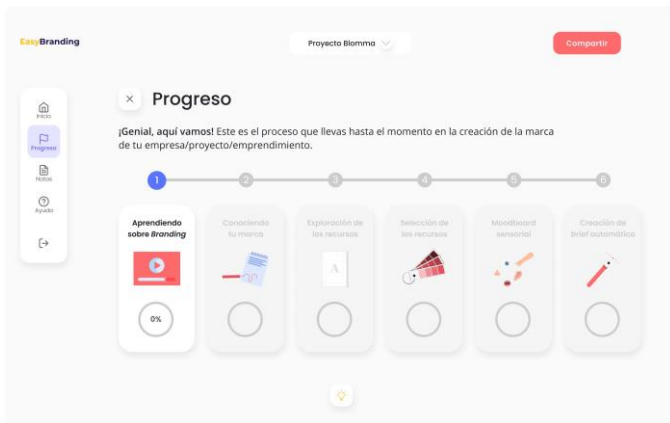 EasyBranding
Proyecto Biomma
Compartir
Inicio
Progreso
Notas
Ayuda
Progreso
¡Genial, aquí vamos! Este es el proceso que llevas hasta el momento en la creación de la marca
de tu empresa/proyecto/emprendimiento.
1 2 3 4 5 6
Aprendiendo
sobre Branding
0%
Conociendo
tu marca
Exploración de
los recursos
A
Selección de
los recursos
Moodboard
sensorial
Creación de
brief automático